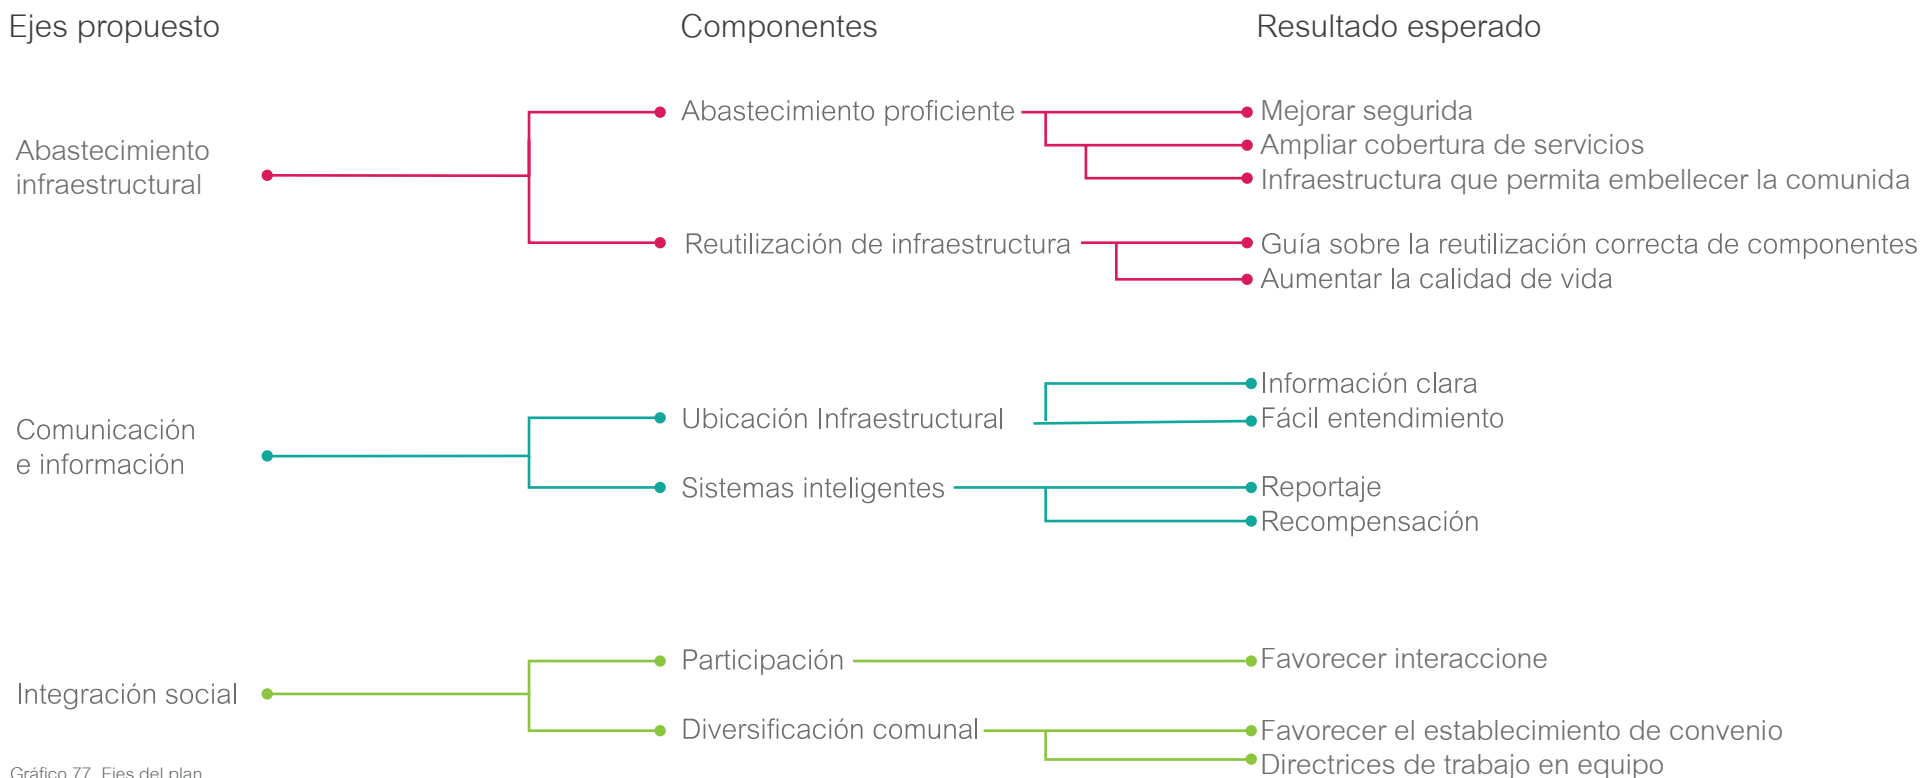 Ejes propuesto
Componentes
Resultado esperado
Abastecimiento
infraestructural
Abastecimiento proficiente
Mejorar segurida
Ampliar cobertura de servicios
Infraestructura que permita embellecer la comunida
Reutilización de infraestructura
Guía sobre la reutilización correcta de componentes
Aumentar la calidad de vida
Comunicación
e información
Ubicación Infraestructural
Información clara
Fácil entendimiento
Sistemas inteligentes
Reportaje
Recompensación
Integración social
Participación
Favorecer interaccione
Diversificación comunal
Favorecer el establecimiento de convenio
Directrices de trabajo en equipo
Gráfico 77. Ejes del plan